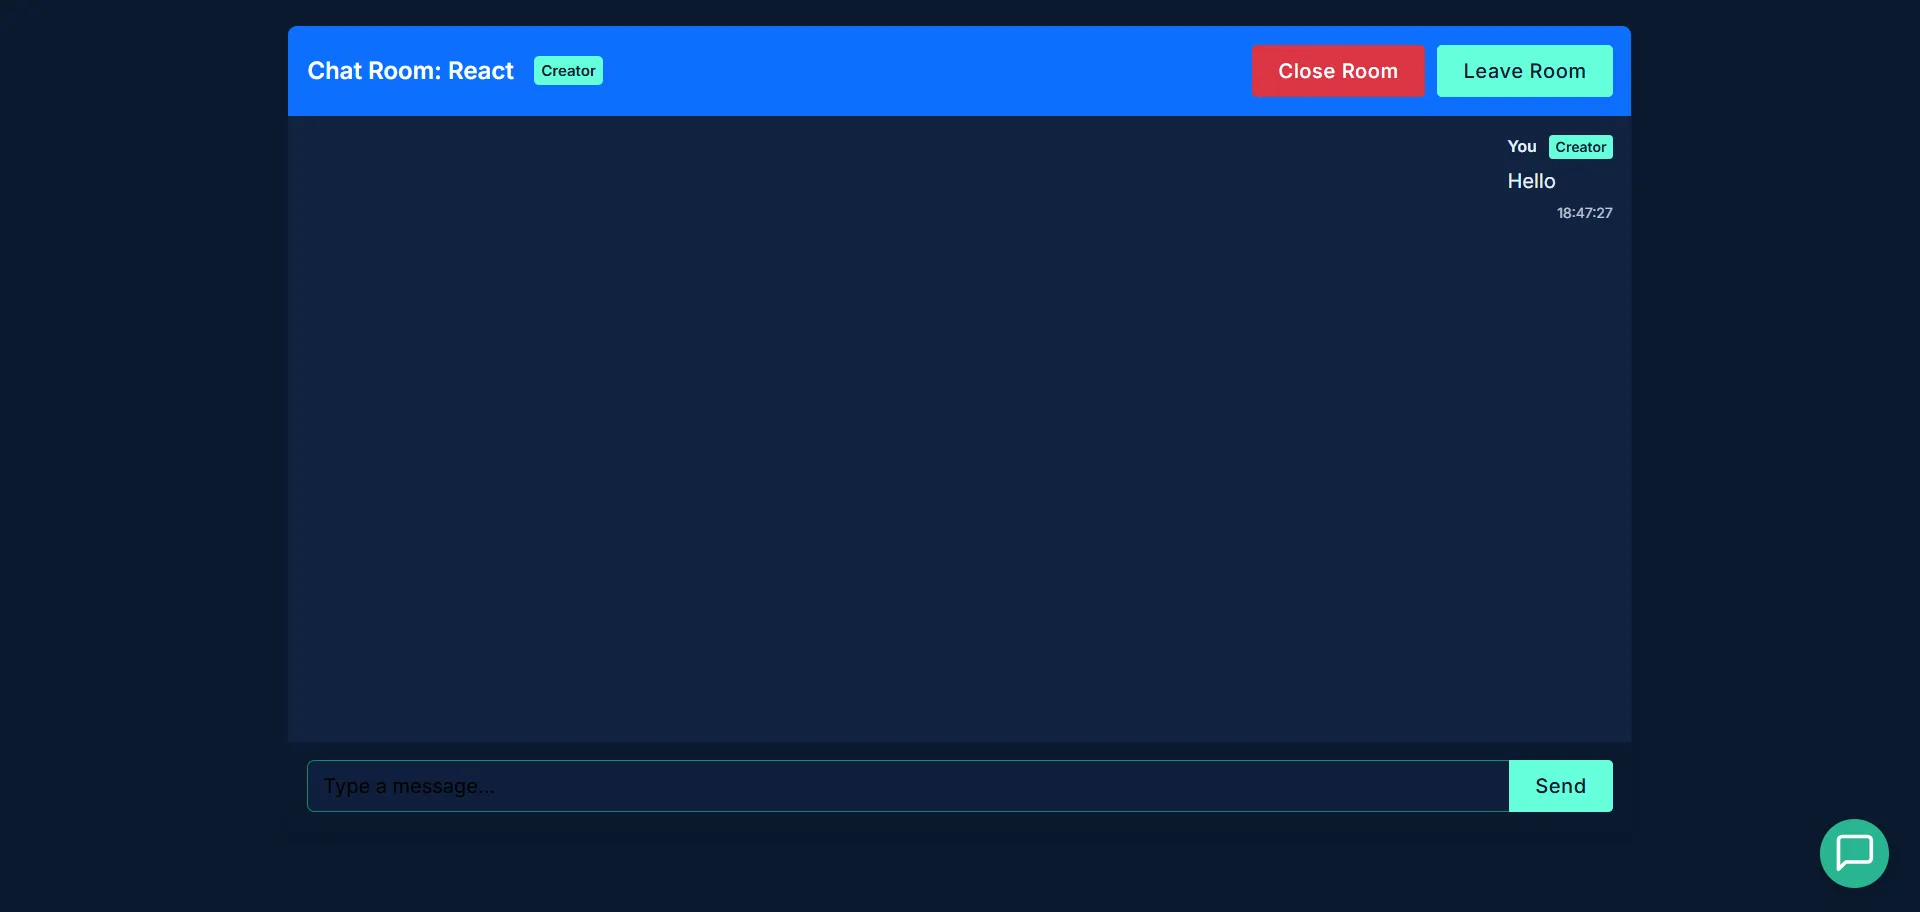 Chat Room: React Creator Close Room Leave Room
You Creator
Hello
18:47:27
Type a message... Send